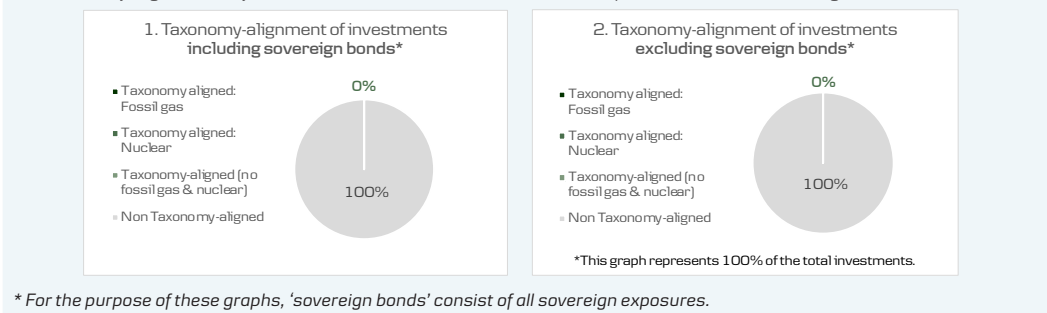 1. Taxonomy-alignment of investments
including sovereign bonds*
0%
Taxonomy aligned:
Fossil gas
Taxonomy aligned:
Nuclear
Taxonomy-aligned (no
fossil gas & nuclear)
100%
Non Taxonomy-aligned
2. Taxonomy-alignment of investments
excluding sovereign bonds*
0%
Taxonomy aligned:
Fossil gas
Taxonomy aligned:
Nuclear
Taxonomy-aligned (no
fossil gas & nuclear)
100%
Non Taxonomy-aligned
*This graph represents 100% of the total investments.
* For the purpose of these graphs, ‘sovereign bonds’ consist of all sovereign exposures.